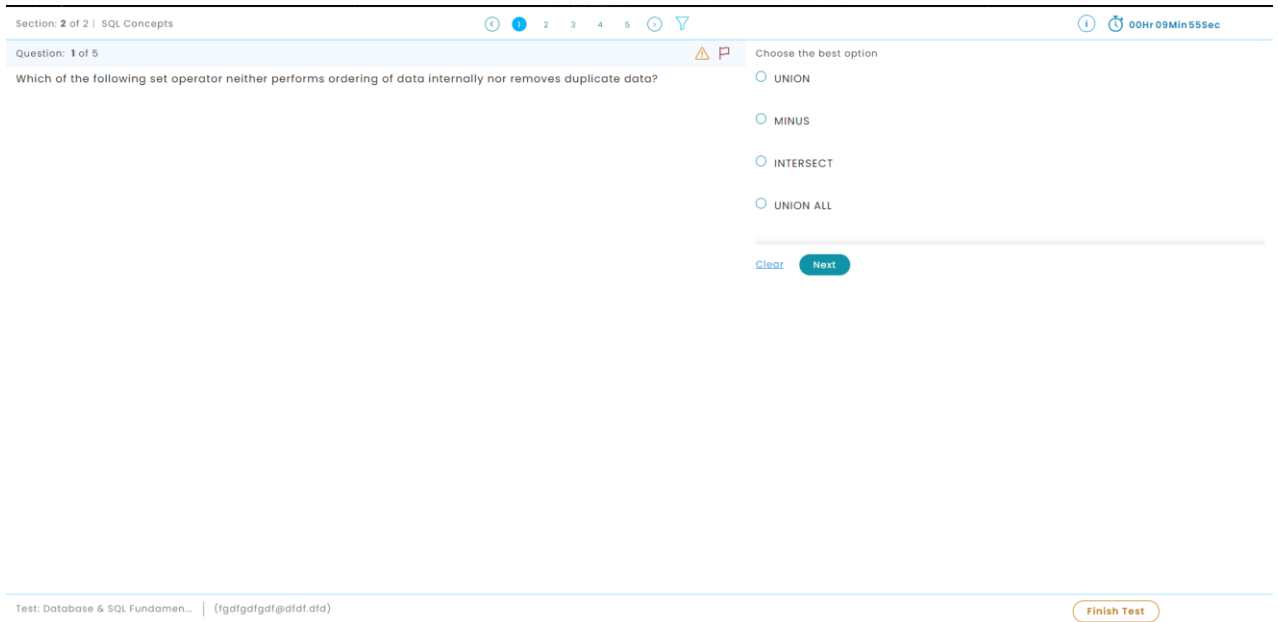 Section: 2 of 2 | SQL Concepts
1 2 3 4 5
i 00Hr 09Min 55Sec
Question: 1 of 5
Which of the following set operator neither performs ordering of data internally nor removes duplicate data?
Choose the best option
UNION
MINUS
INTERSECT
UNION ALL
Clear Next
Test: Database & SQL Fundamen... | (fgdfgdfgdf@dfdf.dfd)
Finish Test